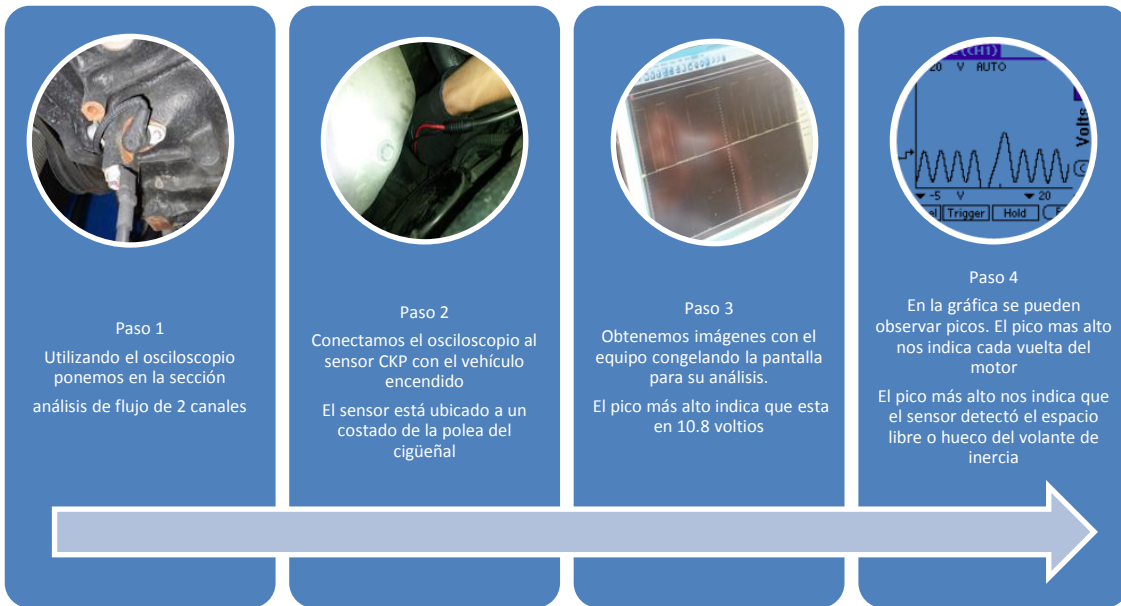 Paso 1
Utilizando el osciloscopio
ponemos en la sección
análisis de flujo de 2 canales
Paso 2
Conectamos el osciloscopio al
sensor CKP con el vehículo
encendido
El sensor está ubicado a un
costado de la polea del
cigüeñal
Paso 3
Obtenemos imágenes con el
equipo congelando la pantalla
para su análisis.
El pico más alto indica que esta
en 10.8 voltios
(CH1)
20 V AUTO
Volts
-5 V
20
Trigger
Hold
Paso 4
En la gráfica se pueden
observar picos. El pico mas alto
nos indica cada vuelta del
motor
El pico más alto nos indica que
el sensor detectó el espacio
libre o hueco del volante de
inercia